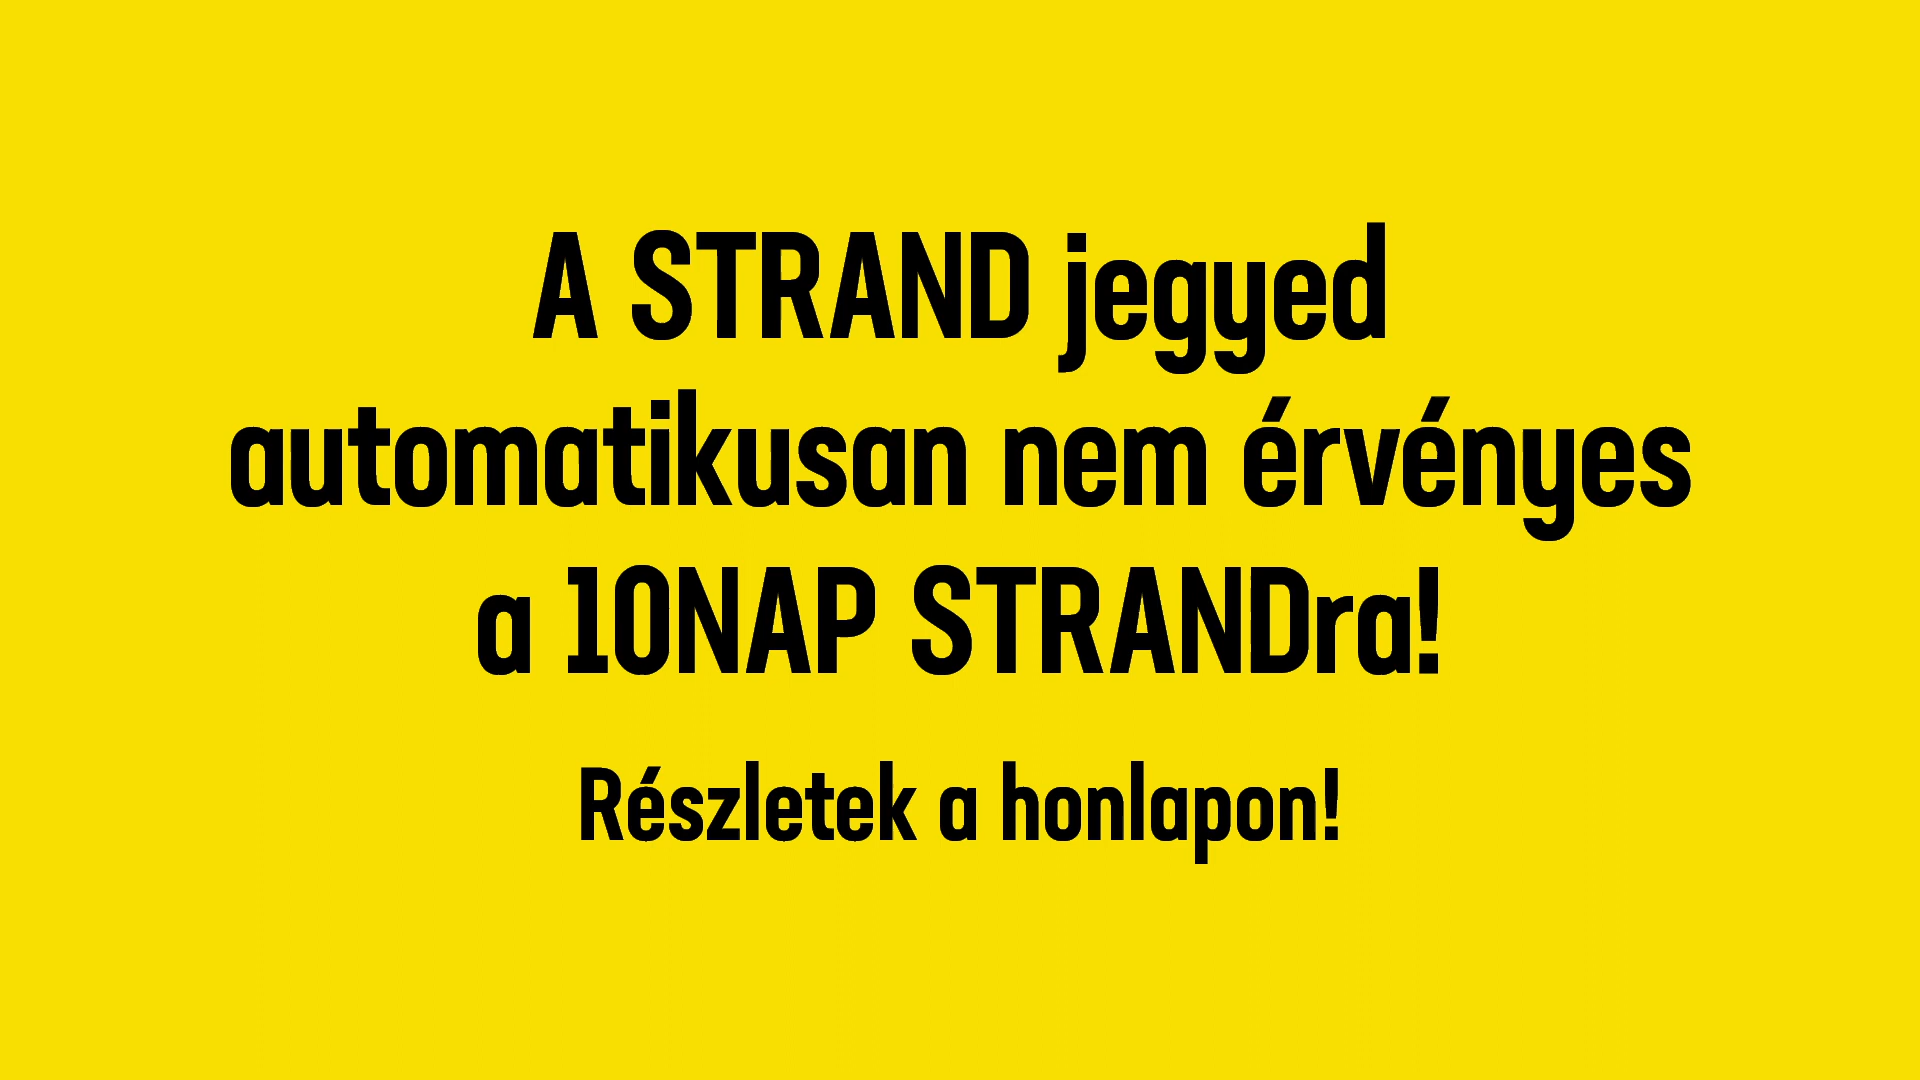 A STRAND jegyed
automatikusan nem érvényes
a 10NAP STRANDra!
Részletek a honlapon!